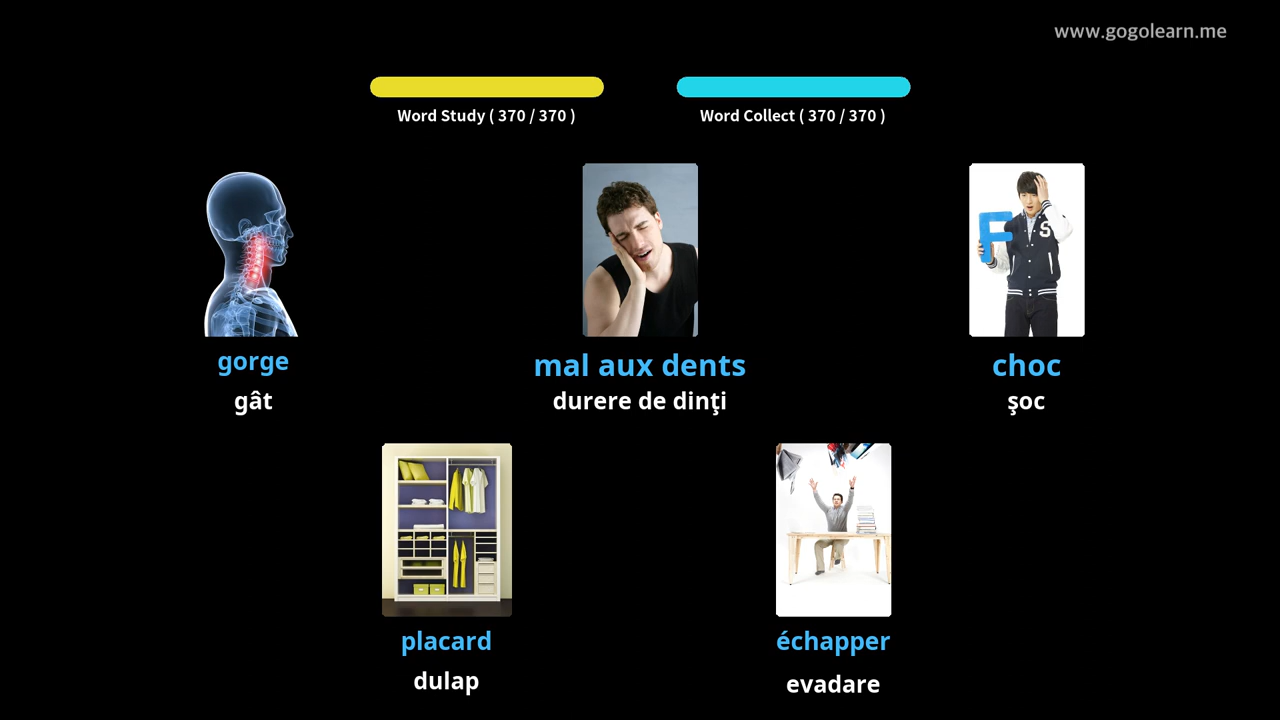 www.gogolearn.me
Word Study ( 370 / 370 )
Word Collect ( 370 / 370 )
F
S
gorge
gât
mal aux dents
durere de dinţi
choc
şoc
placard
dulap
échapper
evadare